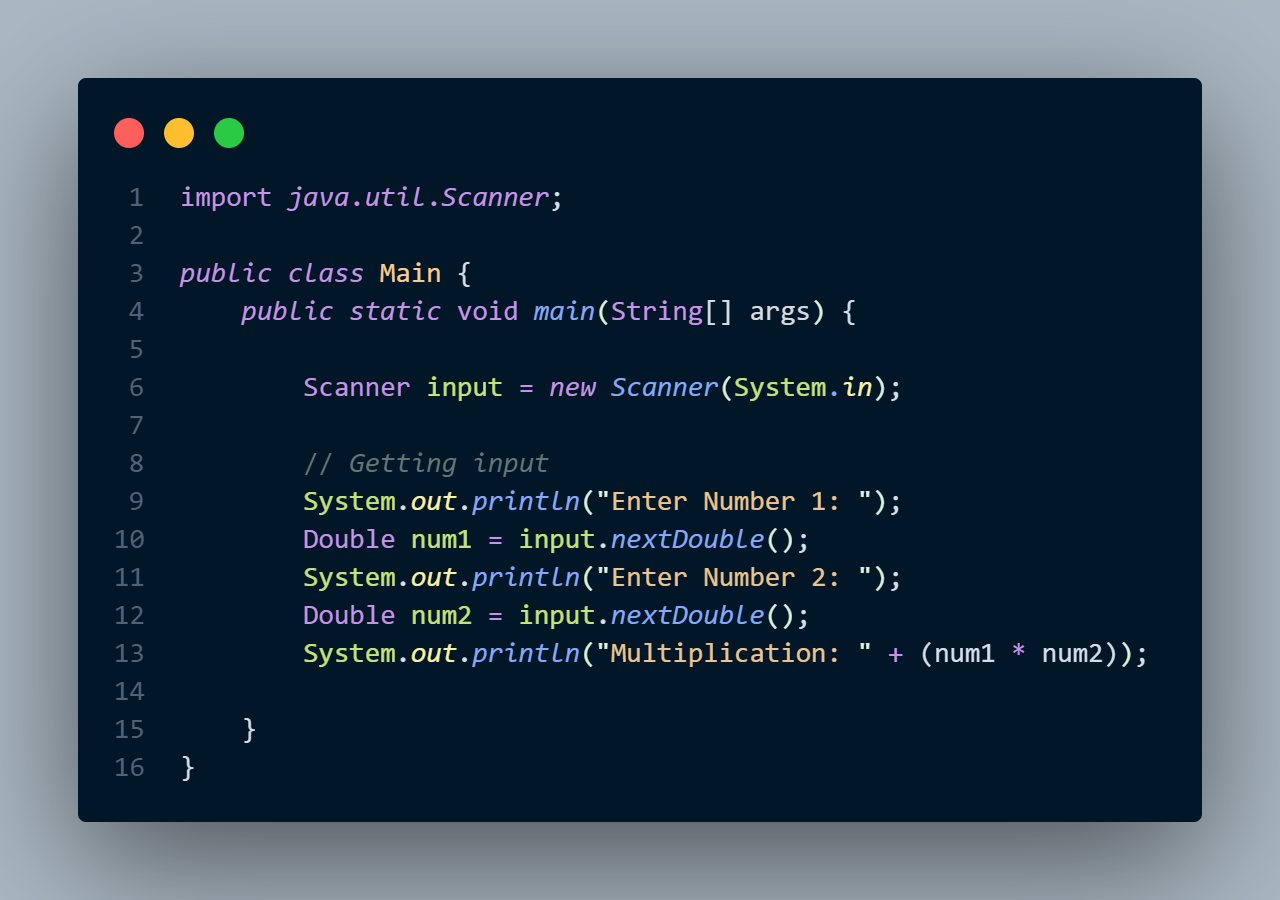 1 import java.util.Scanner;
2
3 public class Main {
4     public static void main(String[] args) {
5
6         Scanner input = new Scanner(System.in);
7
8         // Getting input
9         System.out.println("Enter Number 1: ");
10         Double num1 = input.nextDouble();
11         System.out.println("Enter Number 2: ");
12         Double num2 = input.nextDouble();
13         System.out.println("Multiplication: " + (num1 * num2));
14
15     }
16 }